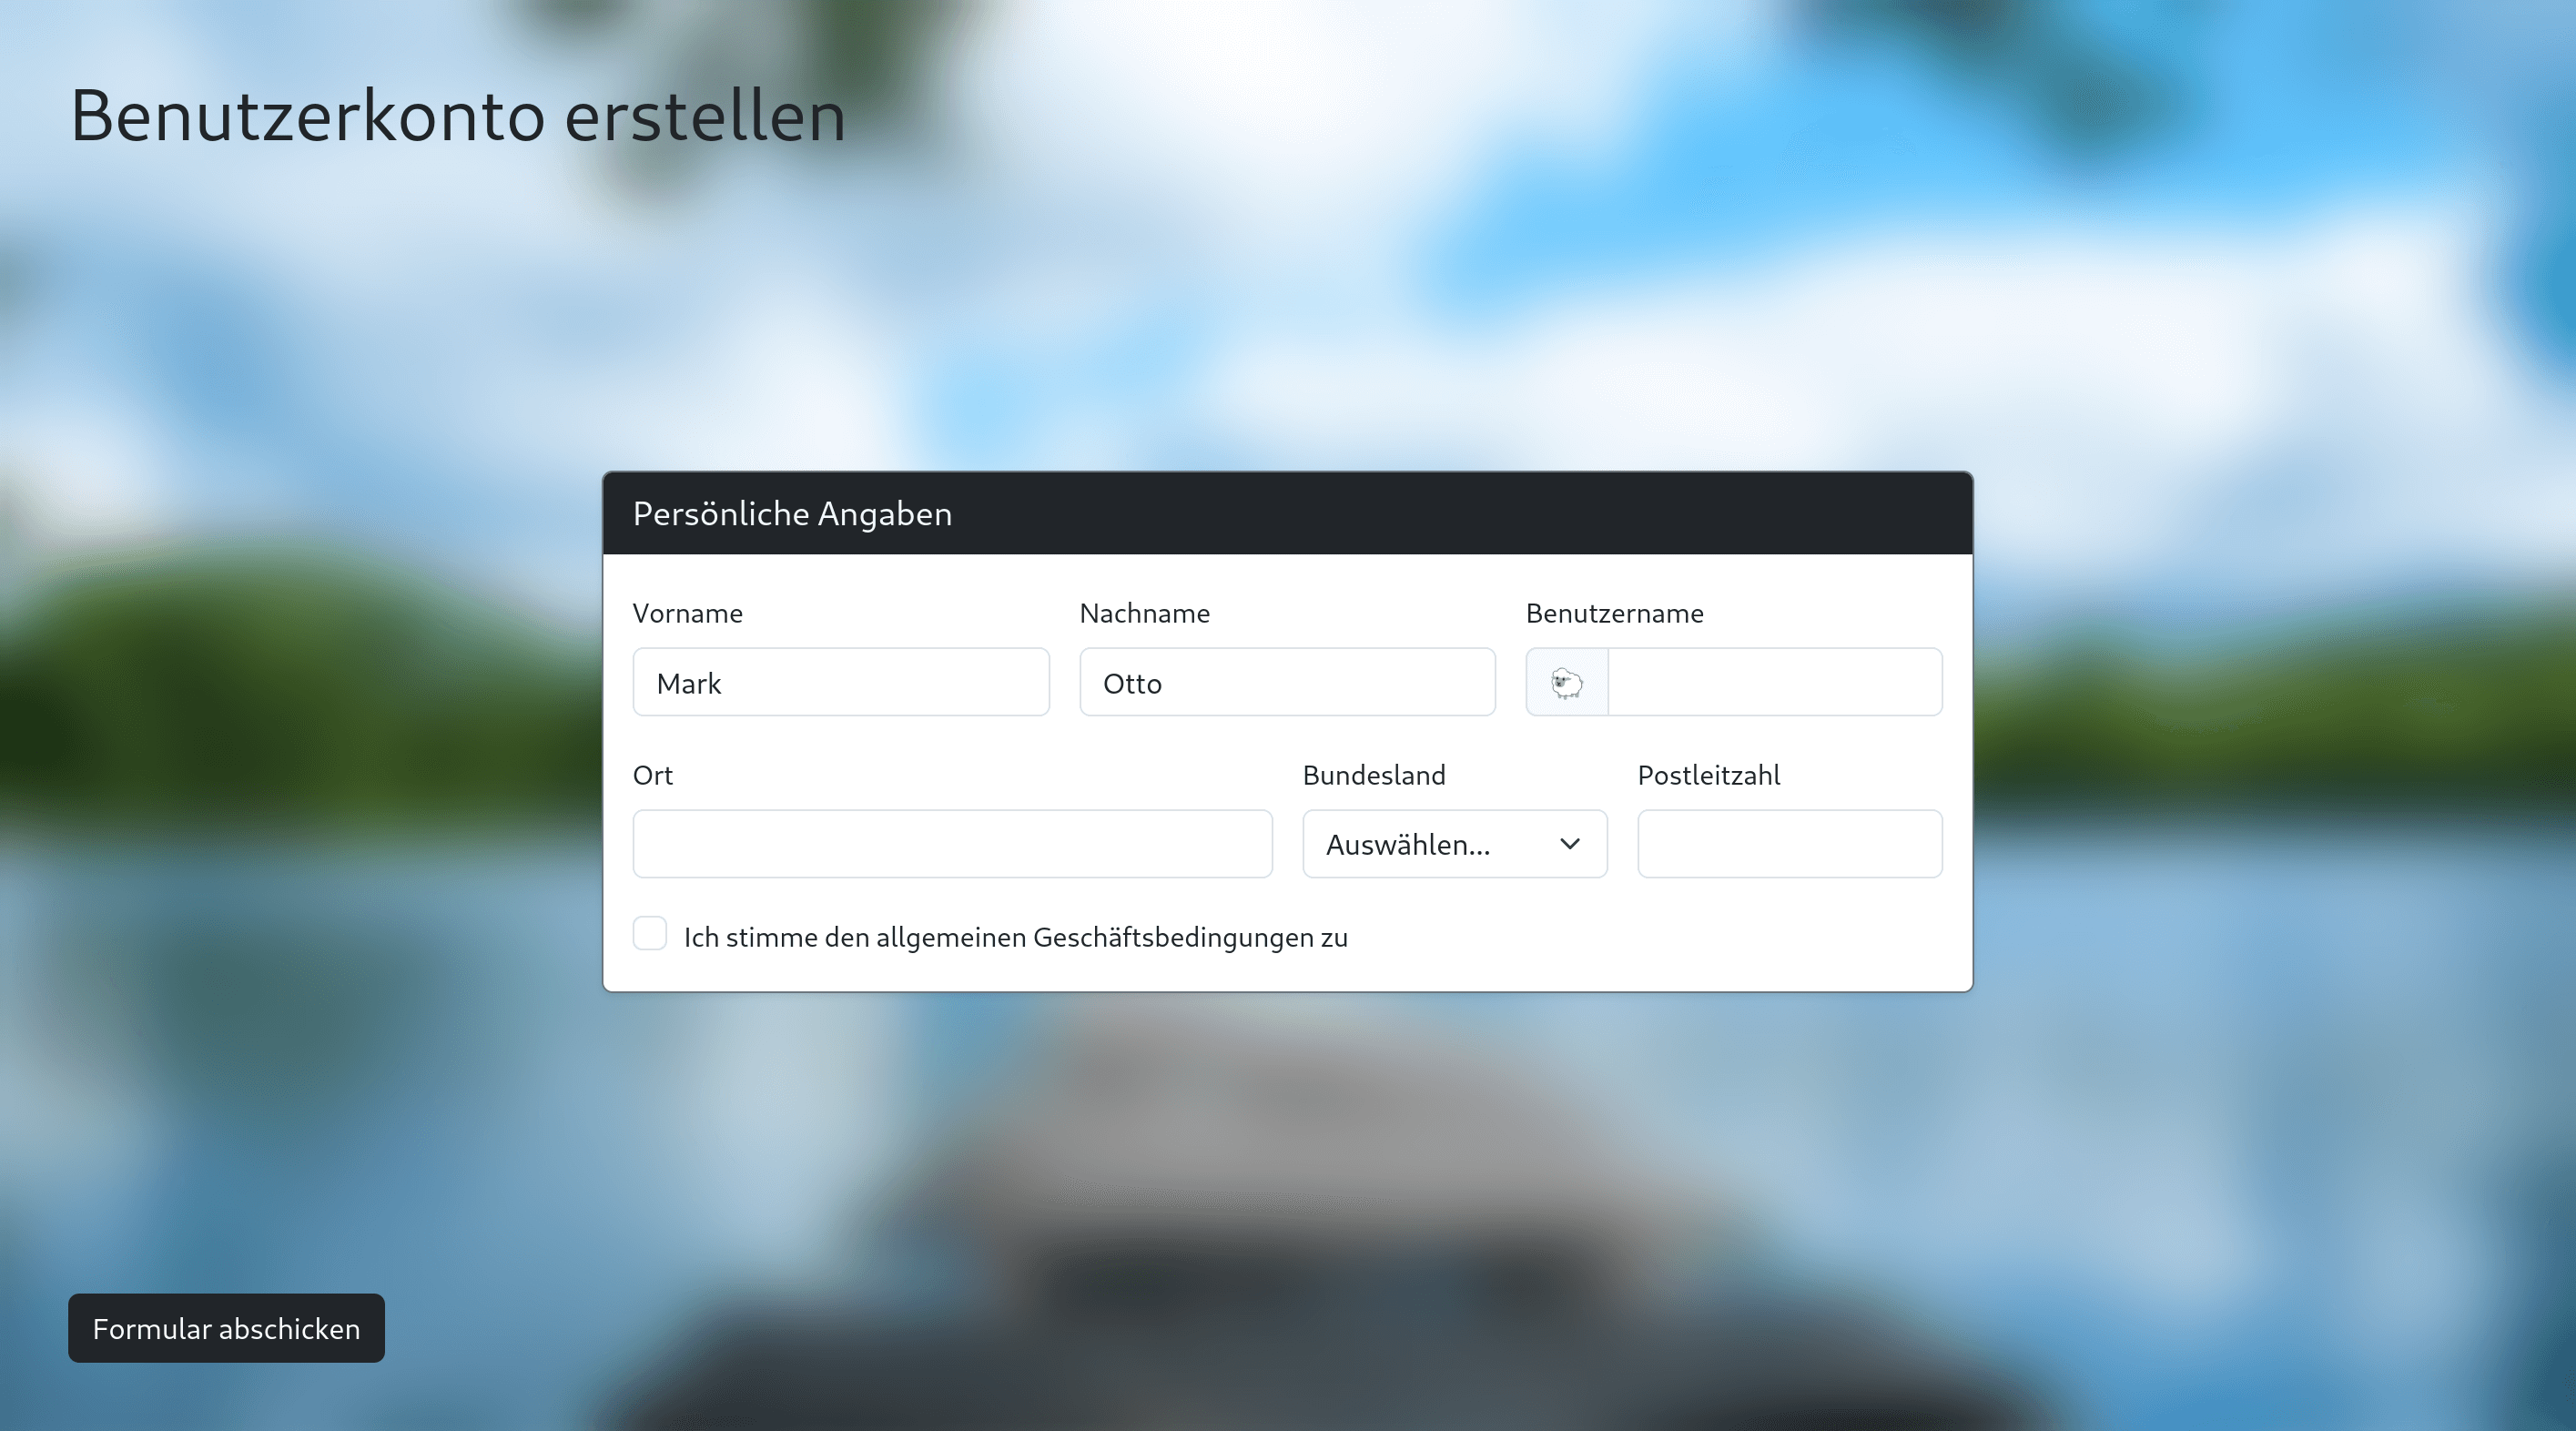 Benutzerkonto erstellen
Persönliche Angaben
Vorname
Nachname
Benutzername
Mark
Otto
Ort
Bundesland
Postleitzahl
Auswählen...
Ich stimme den allgemeinen Geschäftsbedingungen zu
Formular abschicken